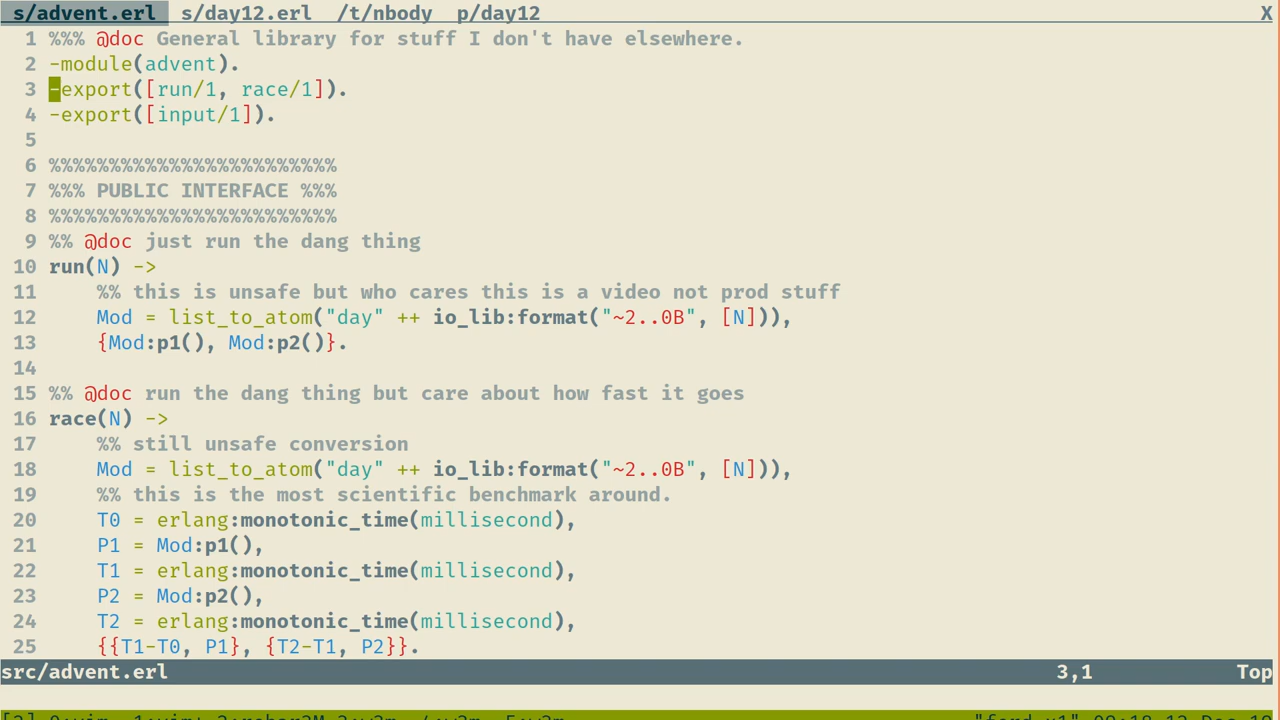 s/advent.erl  s/day12.erl  /t/nbody  p/day12  X
1 %%% @doc General library for stuff I don't have elsewhere.
2 -module(advent).
3 -export([run/1, race/1]).
4 -export([input/1]).
5
6 %%%%%%%%%%%%%%%%%%%%%%%%
7 %%% PUBLIC INTERFACE %%%
8 %%%%%%%%%%%%%%%%%%%%%%%%
9 %% @doc just run the dang thing
10 run(N) ->
11     %% this is unsafe but who cares this is a video not prod stuff
12     Mod = list_to_atom("day" ++ io_lib:format("~2..0B", [N])),
13     {Mod:p1(), Mod:p2()}.
14
15 %% @doc run the dang thing but care about how fast it goes
16 race(N) ->
17     %% still unsafe conversion
18     Mod = list_to_atom("day" ++ io_lib:format("~2..0B", [N])),
19     %% this is the most scientific benchmark around.
20     T0 = erlang:monotonic_time(millisecond),
21     P1 = Mod:p1(),
22     T1 = erlang:monotonic_time(millisecond),
23     P2 = Mod:p2(),
24     T2 = erlang:monotonic_time(millisecond),
25     {{T1-T0, P1}, {T2-T1, P2}}.
src/advent.erl  3,1  Top